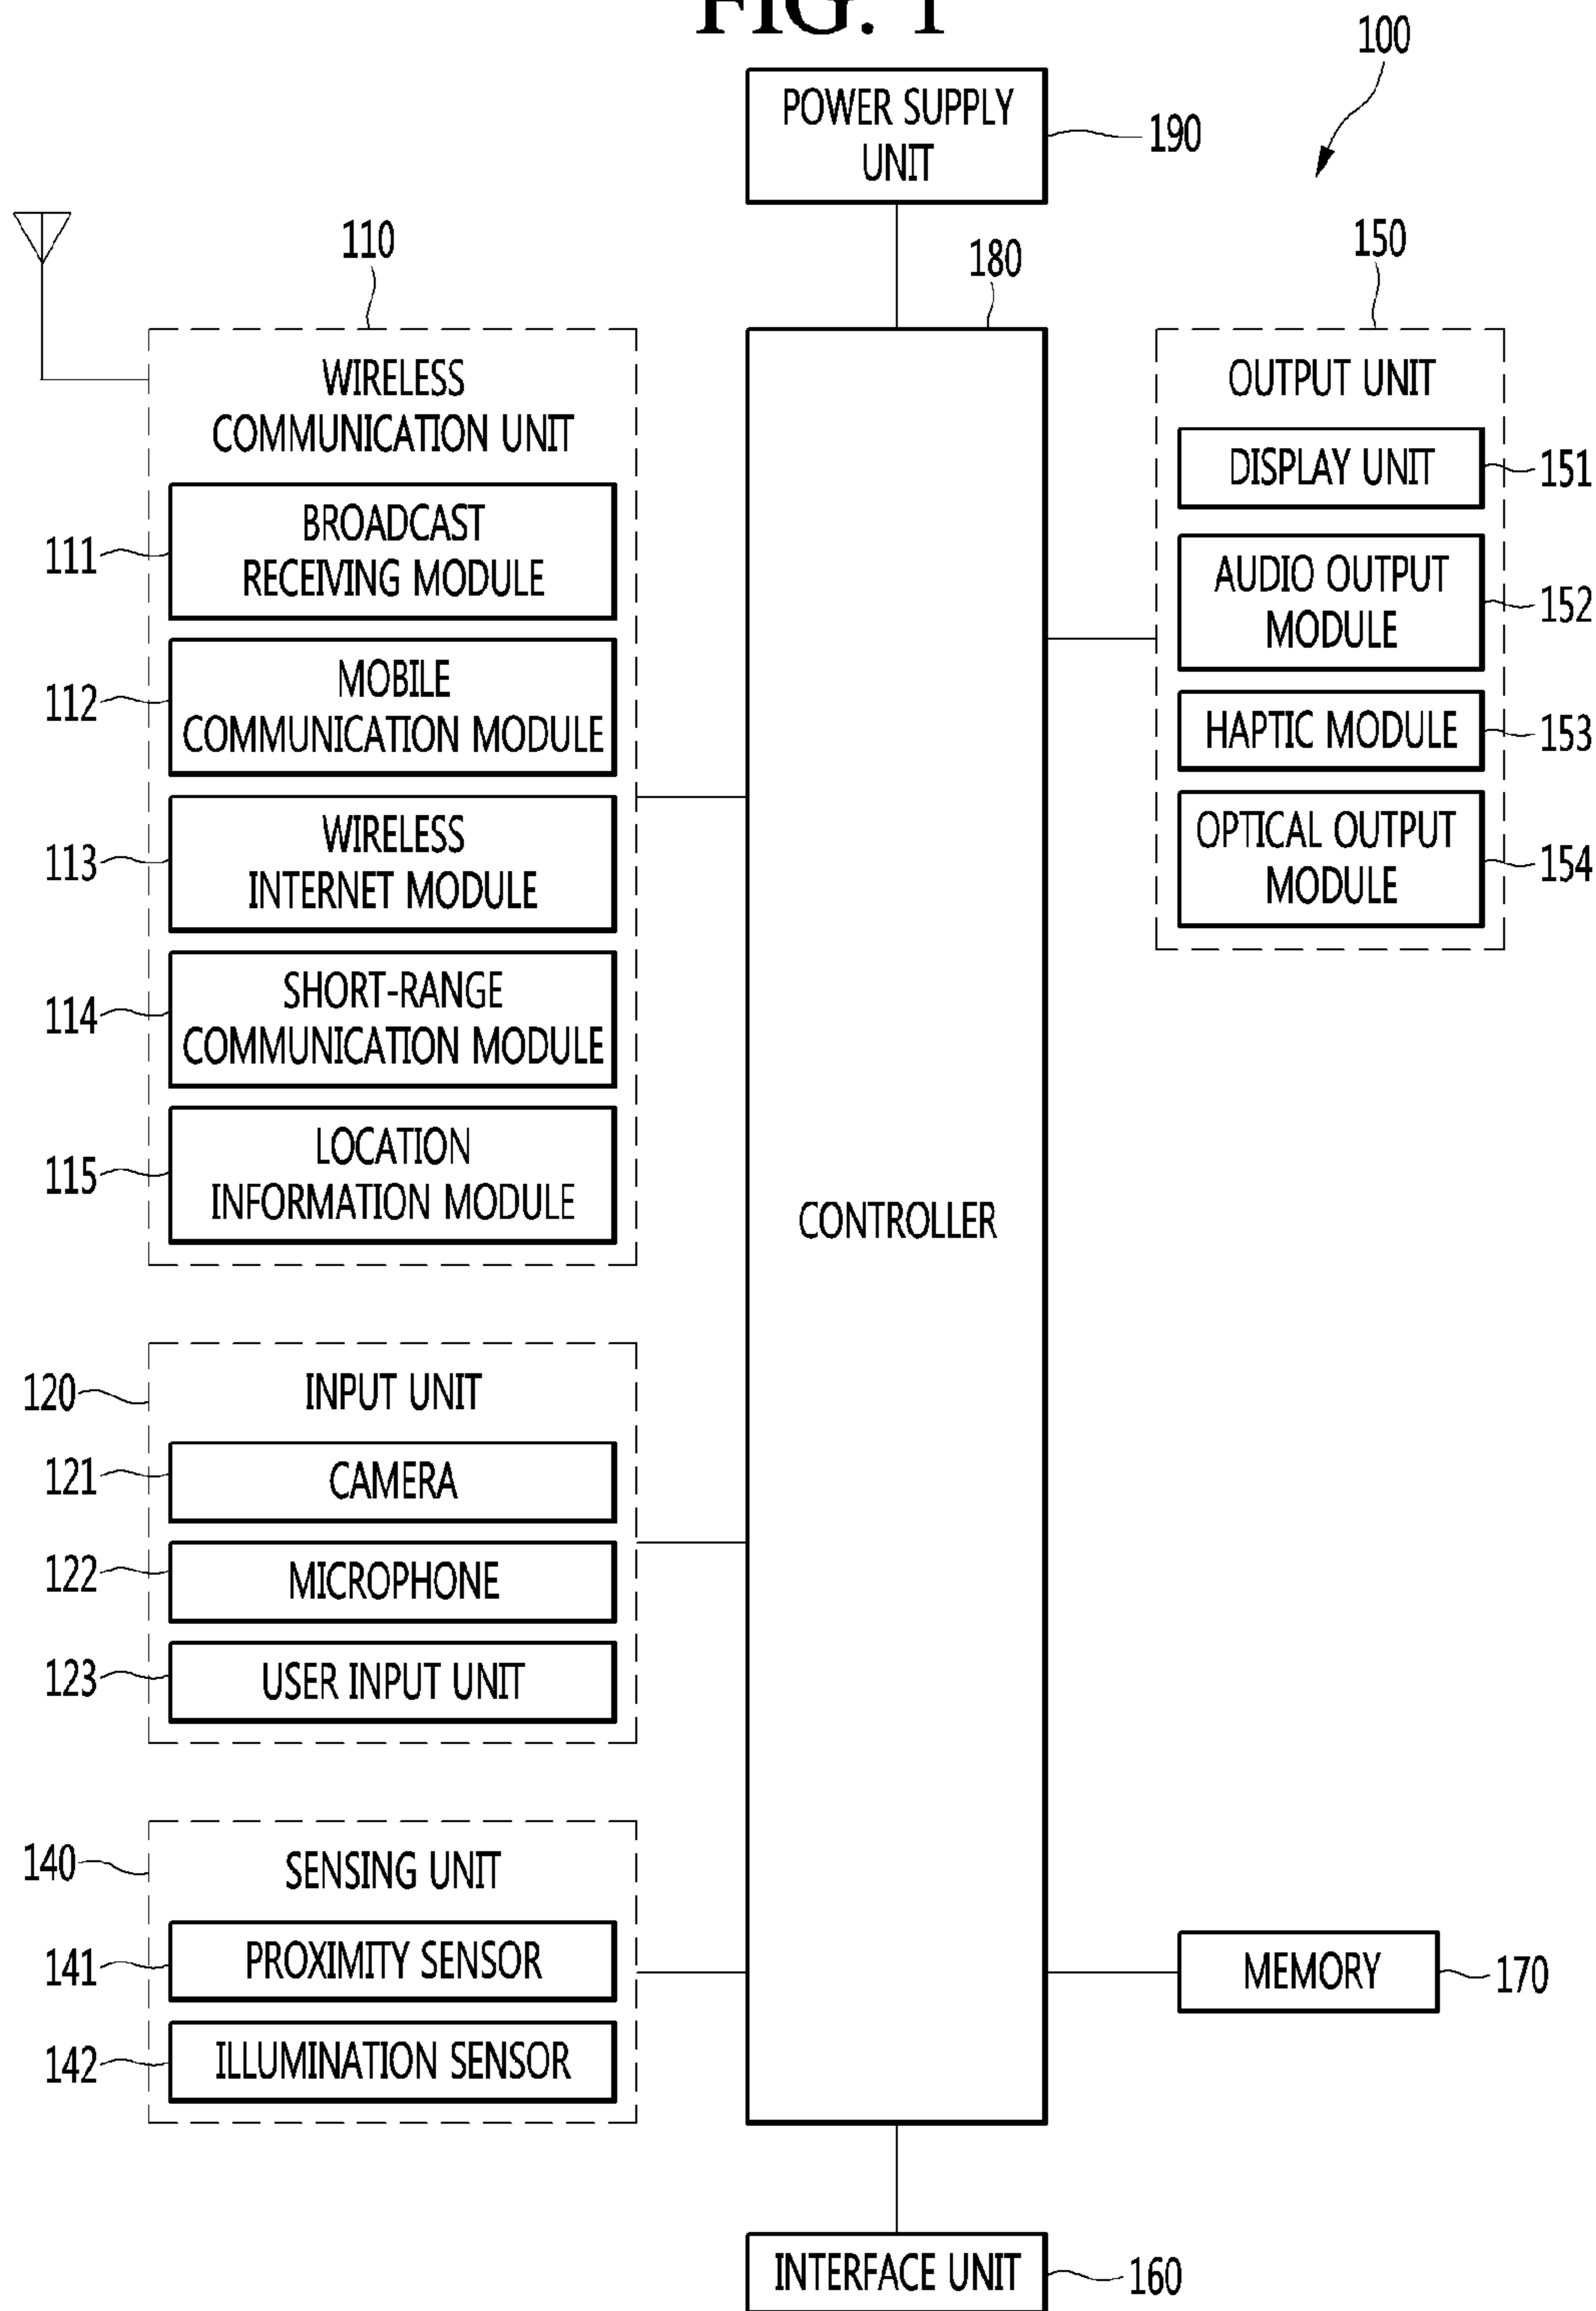 FIG. 1
100
POWER SUPPLY
UNIT
190
110
180
150
WIRELESS
COMMUNICATION UNIT
BROADCAST
RECEIVING MODULE
111
MOBILE
COMMUNICATION MODULE
112
WIRELESS
INTERNET MODULE
113
SHORT-RANGE
COMMUNICATION MODULE
114
LOCATION
INFORMATION MODULE
115
120
INPUT UNIT
121
CAMERA
122
MICROPHONE
123
USER INPUT UNIT
140
SENSING UNIT
141
PROXIMITY SENSOR
142
ILLUMINATION SENSOR
CONTROLLER
OUTPUT UNIT
DISPLAY UNIT
151
AUDIO OUTPUT
MODULE
152
HAPTIC MODULE
153
OPTICAL OUTPUT
MODULE
154
MEMORY
170
INTERFACE UNIT
160